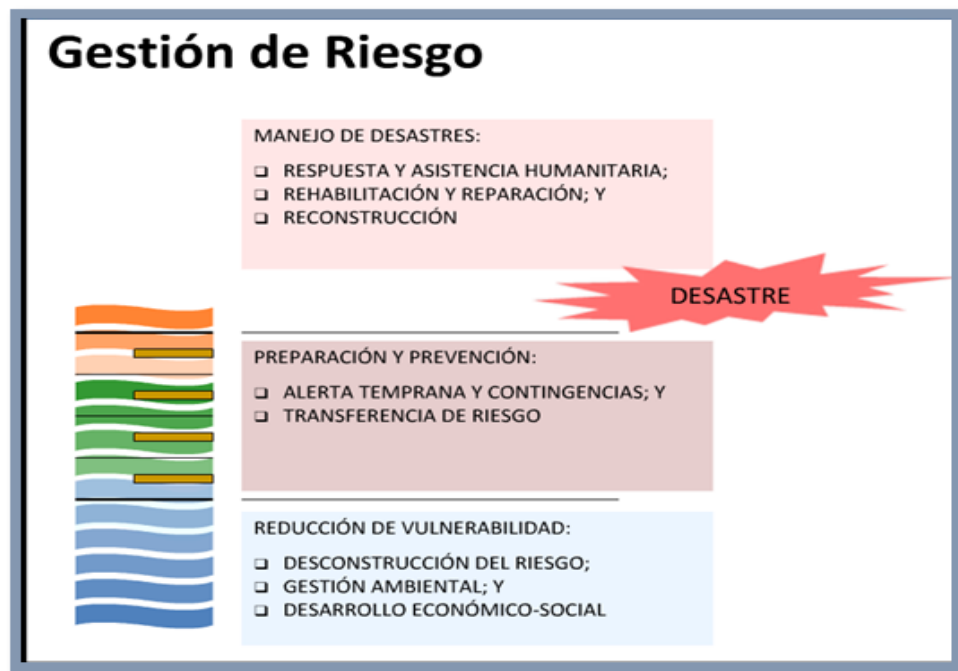 Gestión de Riesgo
MANEJO DE DESASTRES:
❑ RESPUESTA Y ASISTENCIA HUMANITARIA;
❑ REHABILITACIÓN Y REPARACIÓN; Y
❑ RECONSTRUCCIÓN
DESASTRE
PREPARACIÓN Y PREVENCIÓN:
❑ ALERTA TEMPRANA Y CONTINGENCIAS; Y
❑ TRANSFERENCIA DE RIESGO
REDUCCIÓN DE VULNERABILIDAD:
❑ DESCONSTRUCCIÓN DEL RIESGO;
❑ GESTIÓN AMBIENTAL; Y
❑ DESARROLLO ECONÓMICO-SOCIAL